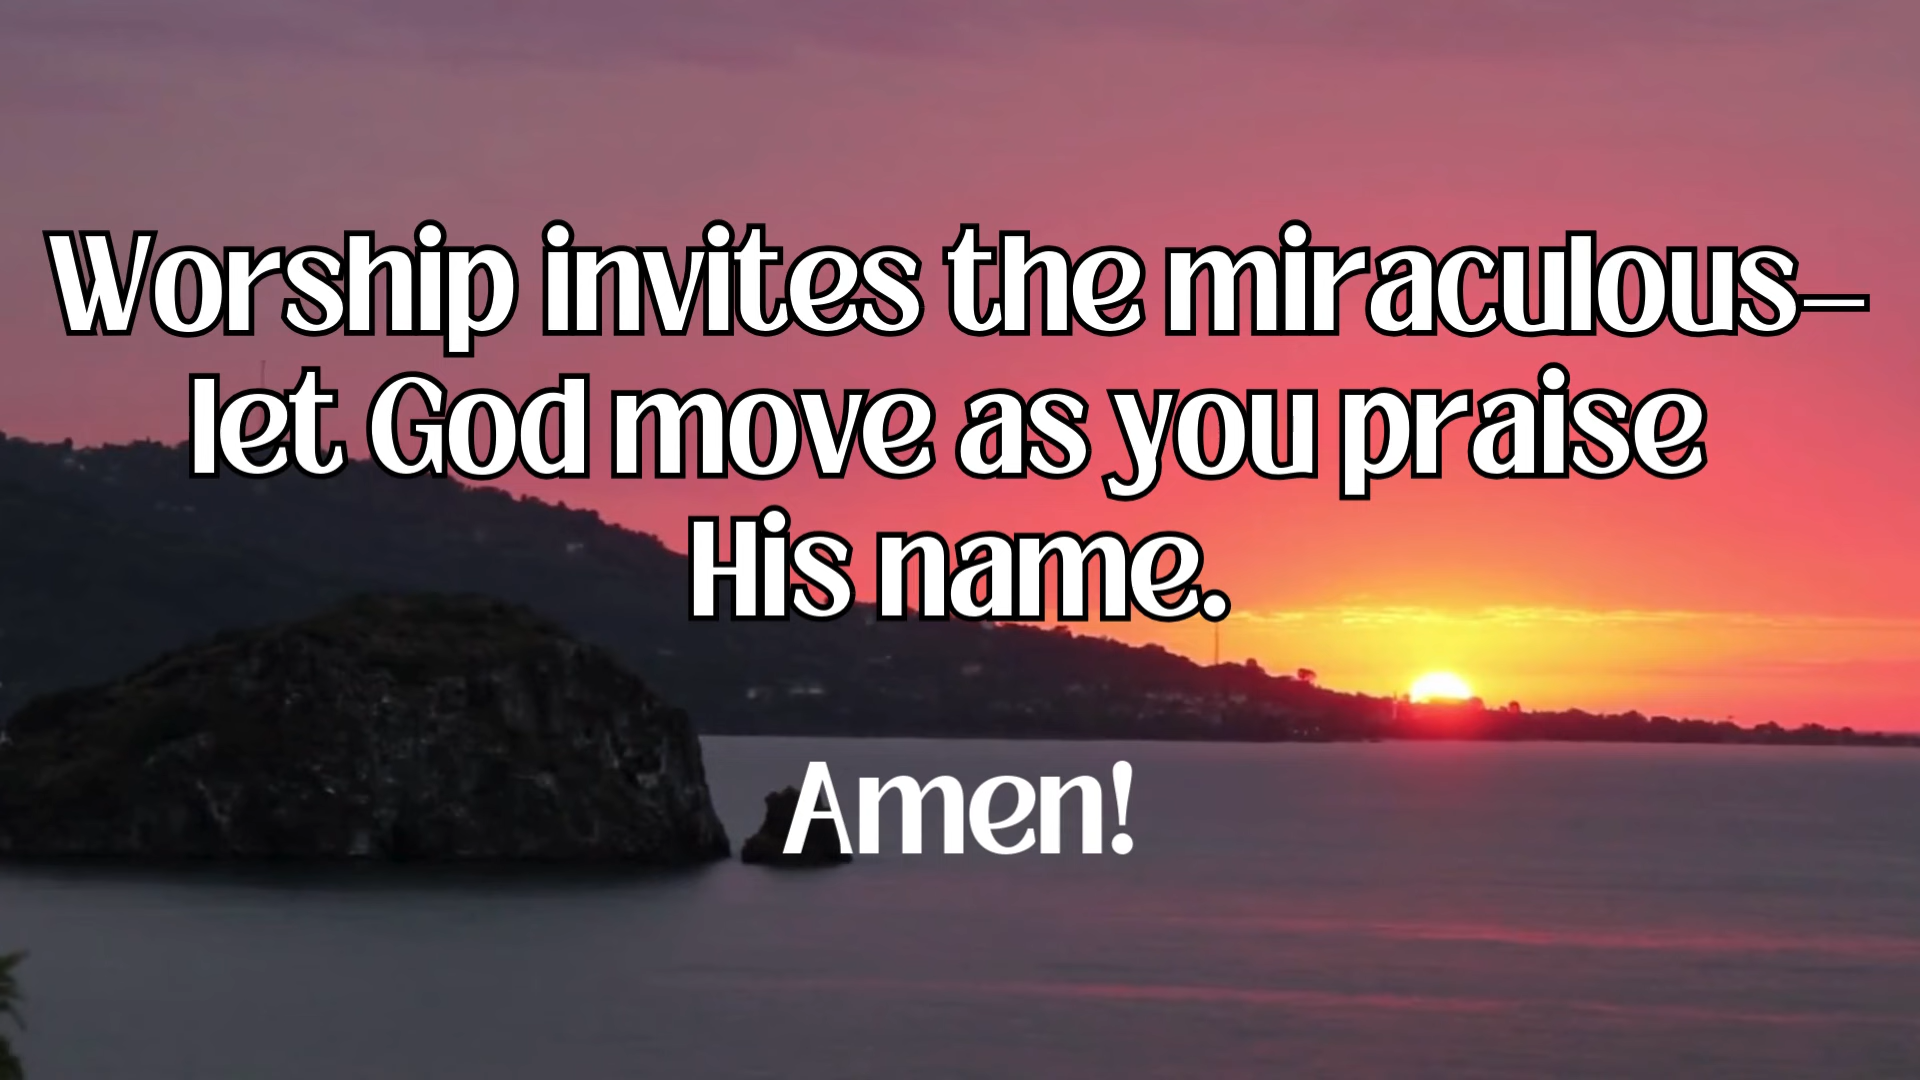 Worship invites the miraculous—
let God move as you praise
His name.
Amen!